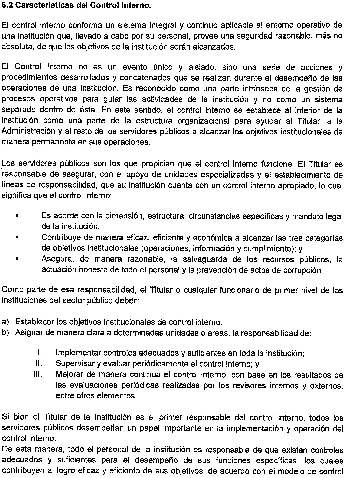 5.2 Características del Control Interno.
El control interno conforma un sistema integral y continuo aplicable al entorno operativo de
una institución que, llevado a cabo por su personal, provee una seguridad razonable, más no
absoluta, de que los objetivos de la institución serán alcanzados.
El Control Interno no es un evento único y aislado, sino una serie de acciones y
procedimientos desarrollados y concatenados que se realizan durante el desempeño de las
operaciones de una institución. Es reconocido como una parte intrínseca de la gestión de
procesos operativos para guiar las actividades de la institución y no como un sistema
separado dentro de ésta. En este sentido, el control interno se establece al interior de la
institución como una parte de la estructura organizacional para ayudar al Titular, a la
Administración y al resto de los servidores públicos a alcanzar los objetivos institucionales de
manera permanente en sus operaciones.
Los servidores públicos son los que propician que el control interno funcione. El Titular es
responsable de asegurar, con el apoyo de unidades especializadas y el establecimiento de
líneas de responsabilidad, que su institución cuenta con un control interno apropiado, lo cual
significa que el control interno:
• Es acorde con la dimensión, estructura, circunstancias específicas y mandato legal
de la institución;
• Contribuye de manera eficaz, eficiente y económica a alcanzar las tres categorías
de objetivos institucionales (operaciones, información y cumplimiento); y
• Asegura, de manera razonable, la salvaguarda de los recursos públicos, la
actuación honesta de todo el personal y la prevención de actos de corrupción.
Como parte de esa responsabilidad, el Titular o cualquier funcionario de primer nivel de las
instituciones del sector público deben:
a) Establecer los objetivos institucionales de control interno.
b) Asignar de manera clara a determinadas unidades o áreas, la responsabilidad de:
I. Implementar controles adecuados y suficientes en toda la institución;
II. Supervisar y evaluar periódicamente el control interno; y
III. Mejorar de manera continua el control interno, con base en los resultados de
las evaluaciones periódicas realizadas por los revisores internos y externos,
entre otros elementos.
Si bien el Titular de la institución es el primer responsable del control interno, todos los
servidores públicos desempeñan un papel importante en la implementación y operación del
control interno.
De esta manera, todo el personal de la institución es responsable de que existan controles
adecuados y suficientes para el desempeño de sus funciones específicas, los cuales
contribuyen al logro eficaz y eficiente de sus objetivos, de acuerdo con el modelo de control